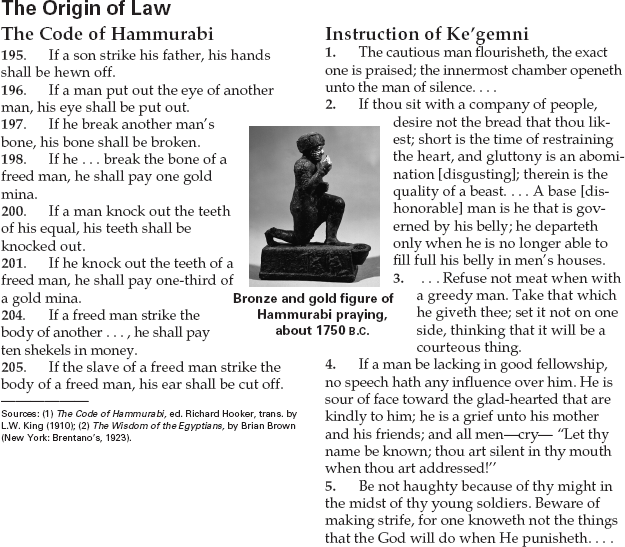 The Origin of Law
The Code of Hammurabi
195. If a son strike his father, his hands
shall be hewn off.
196. If a man put out the eye of another
man, his eye shall be put out.
197. If he break another man's
bone, his bone shall be broken.
198. If he . . . break the bone of a
freed man, he shall pay one gold
mina.
200. If a man knock out the teeth
of his equal, his teeth shall be
knocked out.
201. If he knock out the teeth of a
freed man, he shall pay one-third of
a gold mina.
204. If a freed man strike the
body of another . . . , he shall pay
ten shekels in money.
205. If the slave of a freed man strike the
body of a freed man, his ear shall be cut off.
Sources: (1) The Code of Hammurabi, ed. Richard Hooker, trans. by
L.W. King (1910); (2) The Wisdom of the Egyptians, by Brian Brown
(New York: Brentano's, 1923).
Bronze and gold figure of
Hammurabi praying,
about 1750 B.C.
Instruction of Ke'gemni
1. The cautious man flourisheth, the exact
one is praised; the innermost chamber openeth
unto the man of silence. . . .
2. If thou sit with a company of people,
desire not the bread that thou lik-
est; short is the time of restraining
the heart, and gluttony is an abomi-
nation [disgusting]; therein is the
quality of a beast. . . . A base [dis-
honorable] man is he that is gov-
erned by his belly; he departeth
only when he is no longer able to
fill full his belly in men's houses.
3. . . . Refuse not meat when with
a greedy man. Take that which
he giveth thee; set it not on one
side, thinking that it will be a
courteous thing.
4. If a man be lacking in good fellowship,
no speech hath any influence over him. He is
sour of face toward the glad-hearted that are
kindly to him; he is a grief unto his mother
and his friends; and all men—cry— "Let thy
name be known; thou art silent in thy mouth
when thou art addressed!''
5. Be not haughty because of thy might in
the midst of thy young soldiers. Beware of
making strife, for one knoweth not the things
that the God will do when He punisheth. . . .